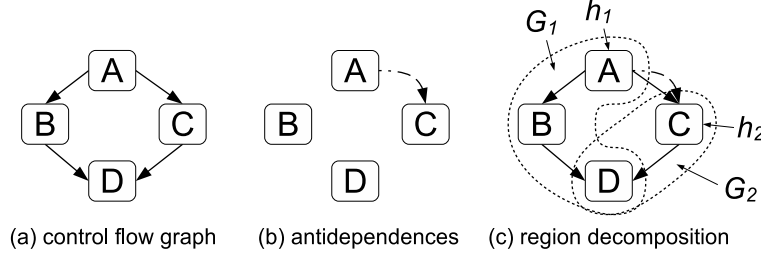 A
B
C
D
(a) control flow graph
A
B
C
D
(b) antidependences
G1
h1
A
B
C
h2
D
G2
(c) region decomposition